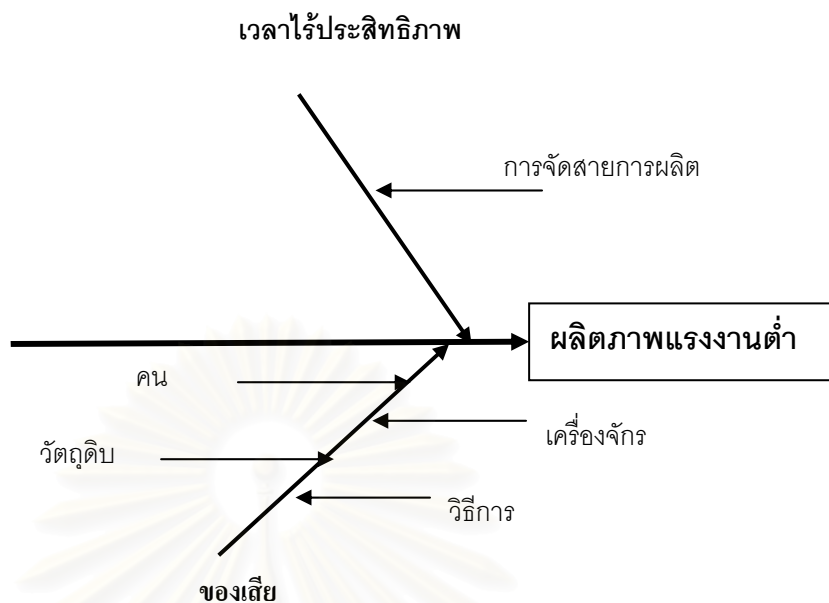 เวลาไร้ประสิทธิภาพ
การจัดสายการผลิต
ผลิตภาพแรงงานต่ำ
คน
เครื่องจักร
วัตถุดิบ
วิธีการ
ของเสีย